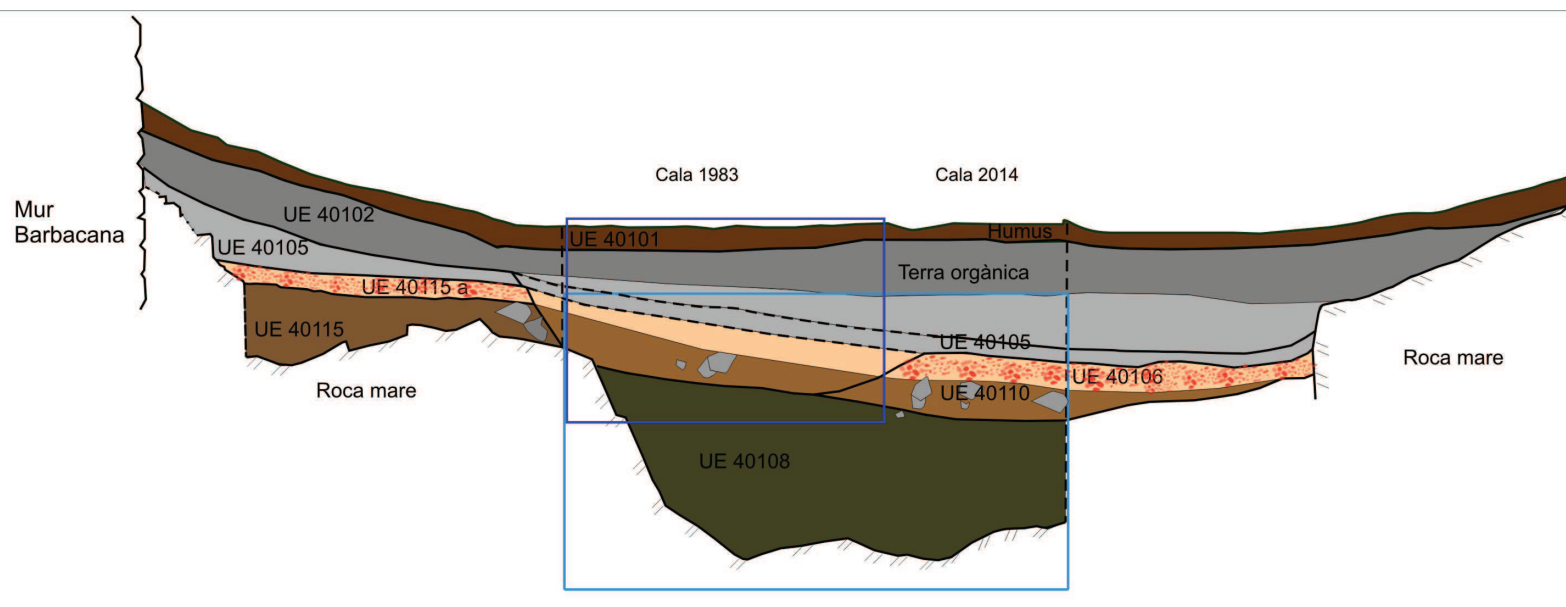 Cala 1983
Cala 2014
Mur
Barbacana
UE 40102
UE 40101
Humus
UE 40105
Terra orgànica
UE 40115 a
UE 40115
UE 40105
Roca mare
UE 40106
Roca mare
UE 40110
UE 40108